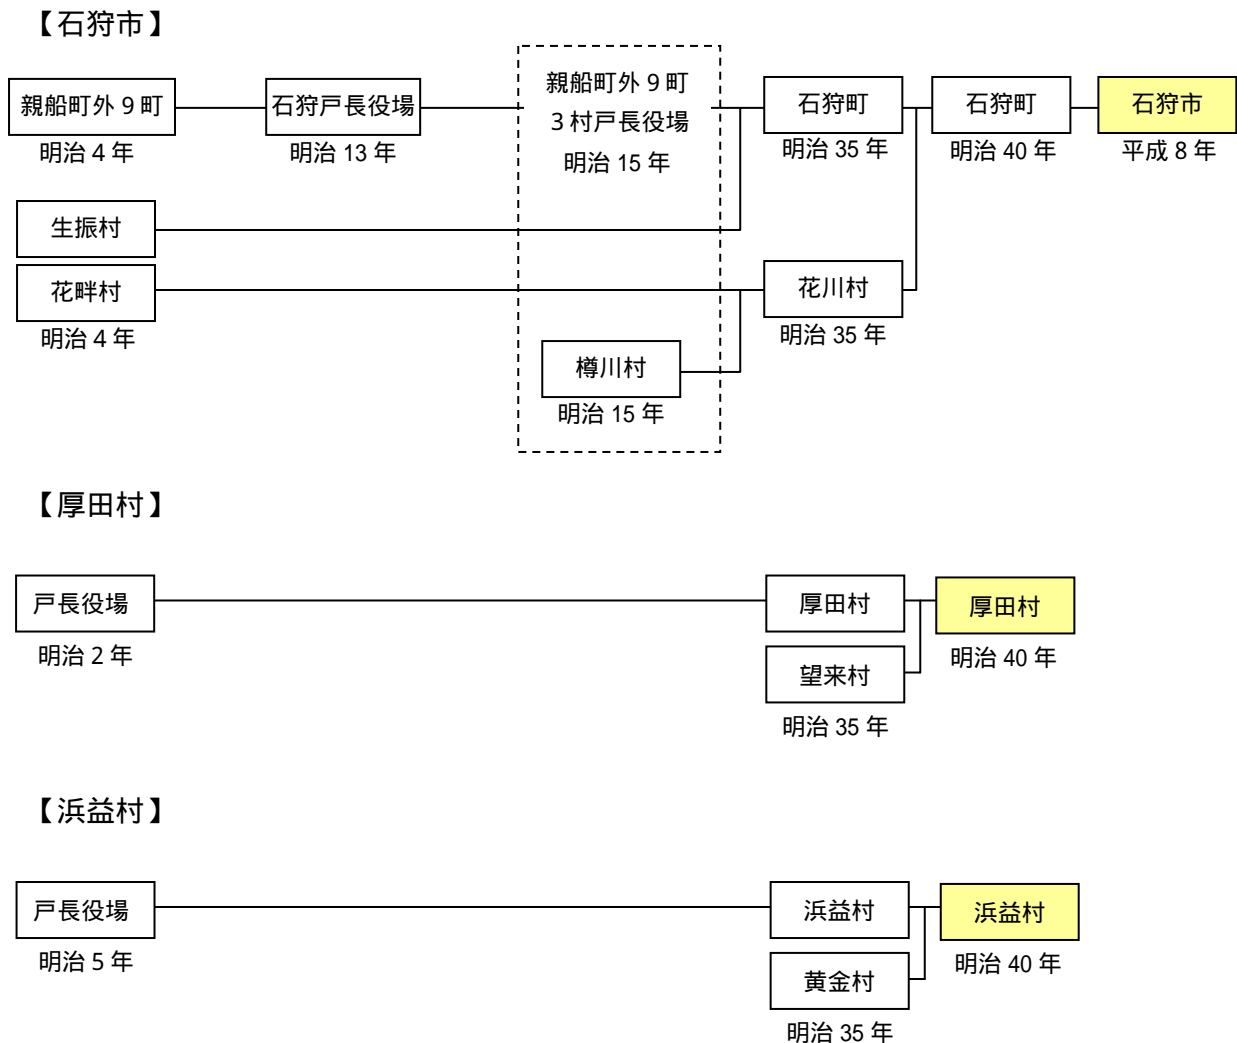 【石狩市】
親船町外９町
明治 4 年
石狩戸長役場
明治 13 年
親船町外９町
３村戸長役場
明治 15 年
石狩町
明治 35 年
石狩町
明治 40 年
石狩市
平成 8 年
生振村
花畔村
明治 4 年
樽川村
明治 15 年
花川村
明治 35 年
【厚田村】
戸長役場
明治 2 年
厚田村
望来村
明治 35 年
厚田村
明治 40 年
【浜益村】
戸長役場
明治 5 年
浜益村
黄金村
明治 35 年
浜益村
明治 40 年